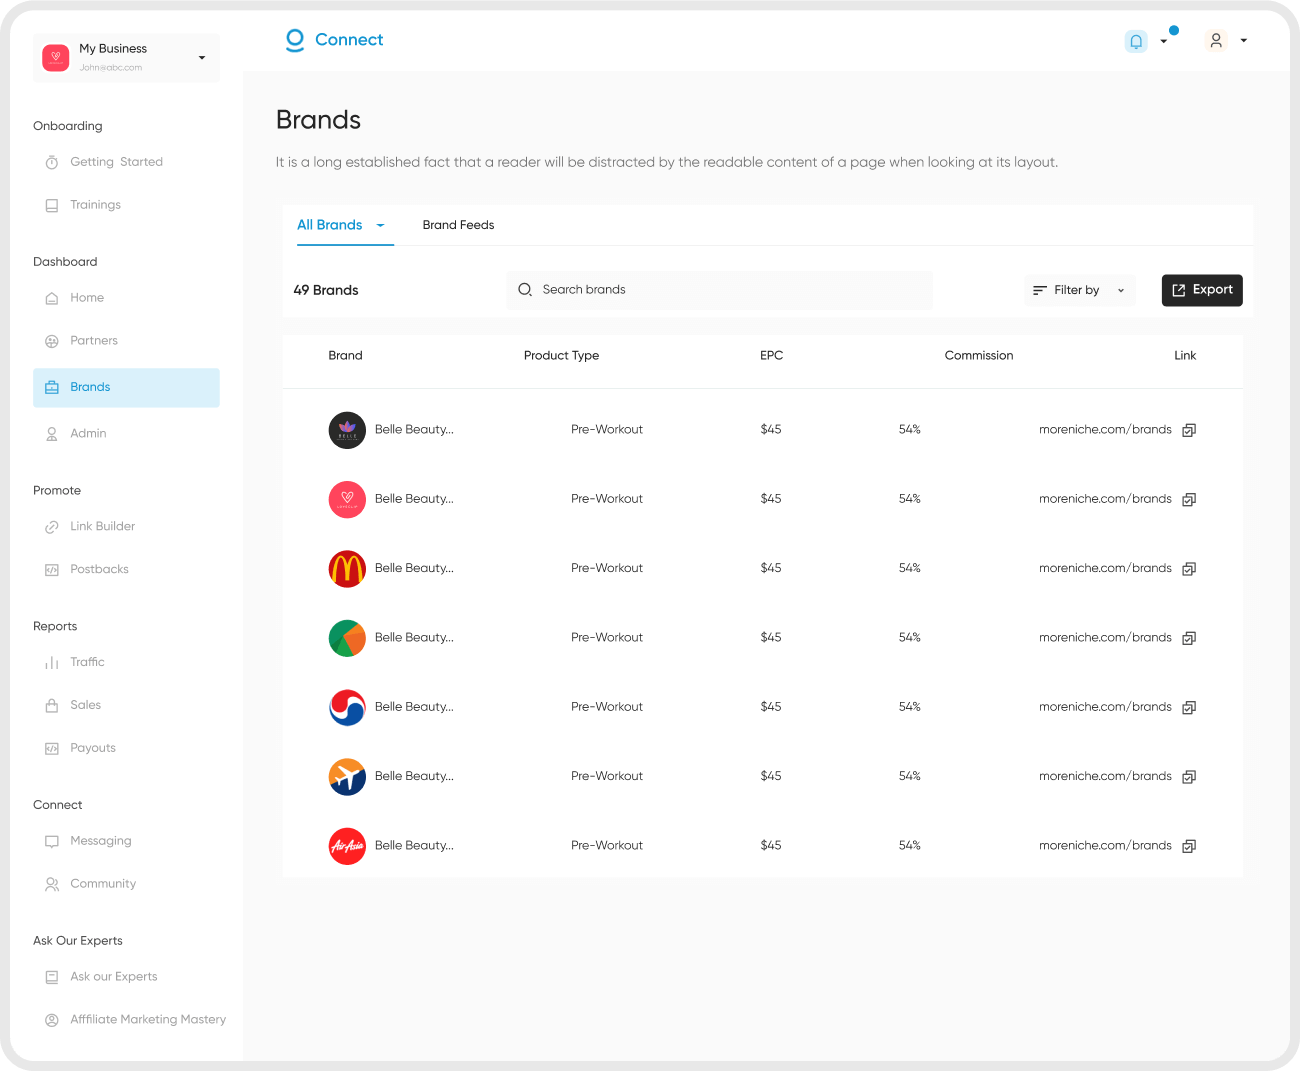 My Business
John@abc.com
Connect
Onboarding
Getting Started
Trainings
Dashboard
Home
Partners
Brands
Admin
Promote
Link Builder
Postbacks
Reports
Traffic
Sales
Payouts
Connect
Messaging
Community
Ask Our Experts
Ask our Experts
Afffiliate Marketing Mastery
Brands
It is a long established fact that a reader will be distracted by the readable content of a page when looking at its layout.
All Brands Brand Feeds
49 Brands Search brands Filter by Export
Brand Product Type EPC Commission Link
BELLE
Belle Beauty... Pre-Workout $45 54% moreniche.com/brands
Belle Beauty... Pre-Workout $45 54% moreniche.com/brands
Belle Beauty... Pre-Workout $45 54% moreniche.com/brands
Belle Beauty... Pre-Workout $45 54% moreniche.com/brands
Belle Beauty... Pre-Workout $45 54% moreniche.com/brands
Belle Beauty... Pre-Workout $45 54% moreniche.com/brands
AirAsia Belle Beauty... Pre-Workout $45 54% moreniche.com/brands